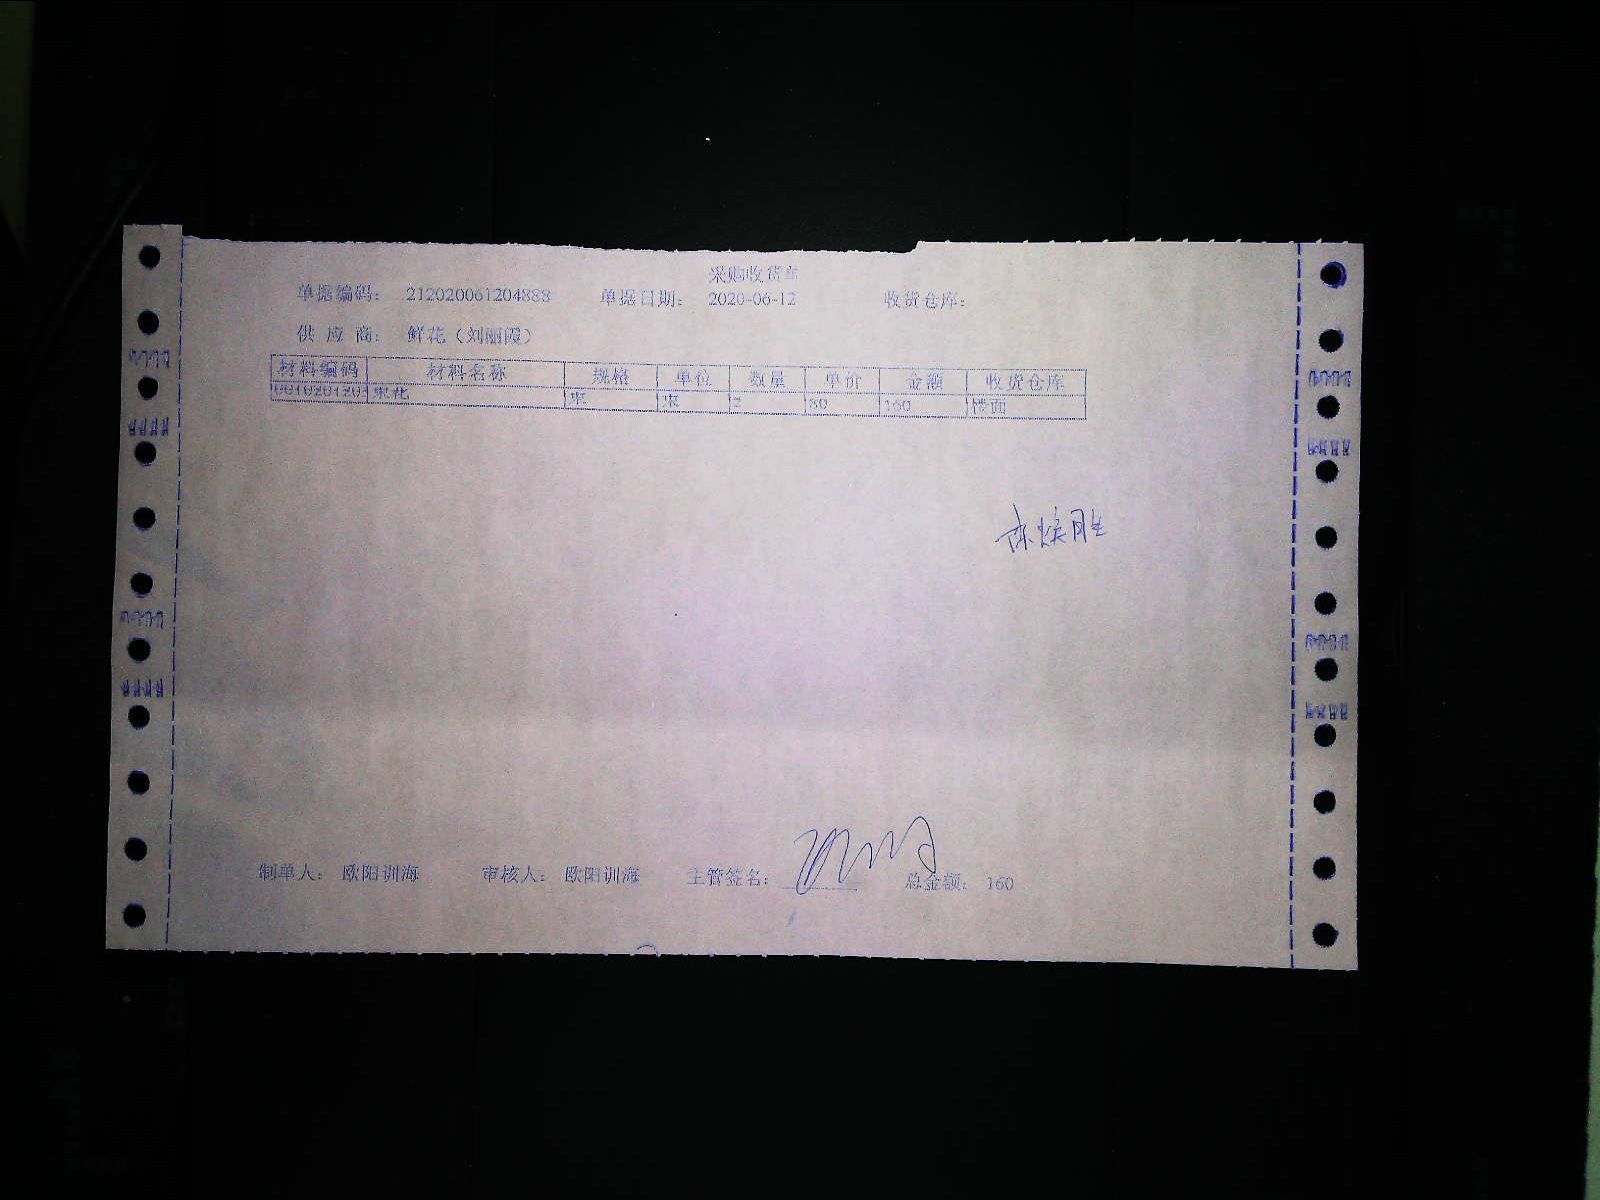 采购收货单
单据编码： 212020061204888 单据日期： 2020-06-12 收货仓库：
供 应 商： 鲜花（刘丽霞）
材料编码 材料名称 规格 单位 数量 单价 金额 收货仓库
束花 束 束 2 80 160 楼面
制单人： 欧阳训海 审核人： 欧阳训海 主管签名： 总金额： 160